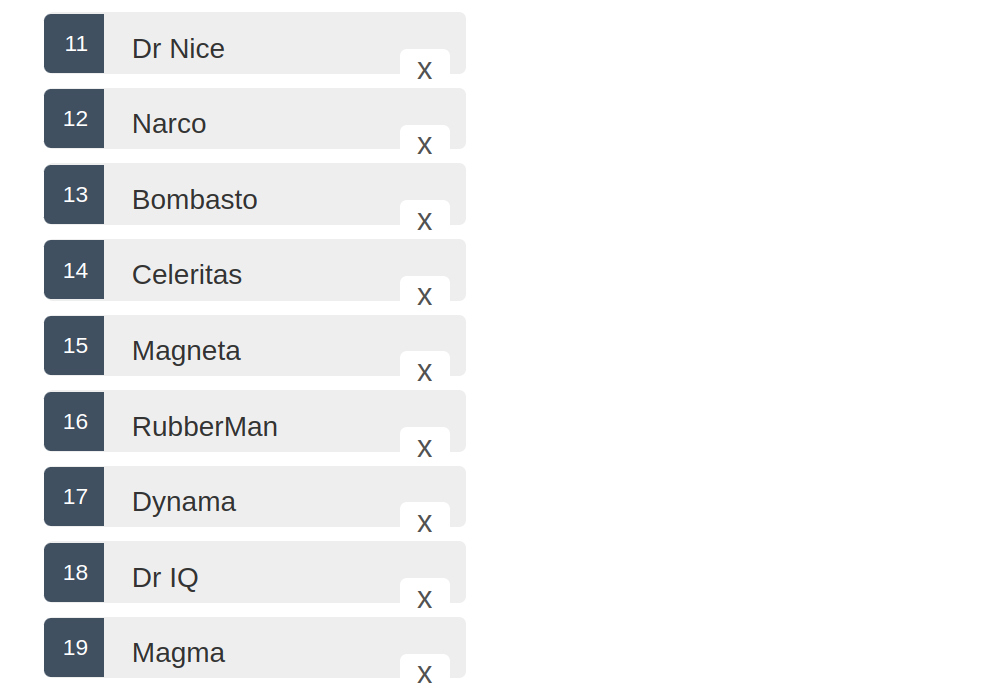 11 Dr Nice x
12 Narco x
13 Bombasto x
14 Celeritas x
15 Magneta x
16 RubberMan x
17 Dynama x
18 Dr IQ x
19 Magma x